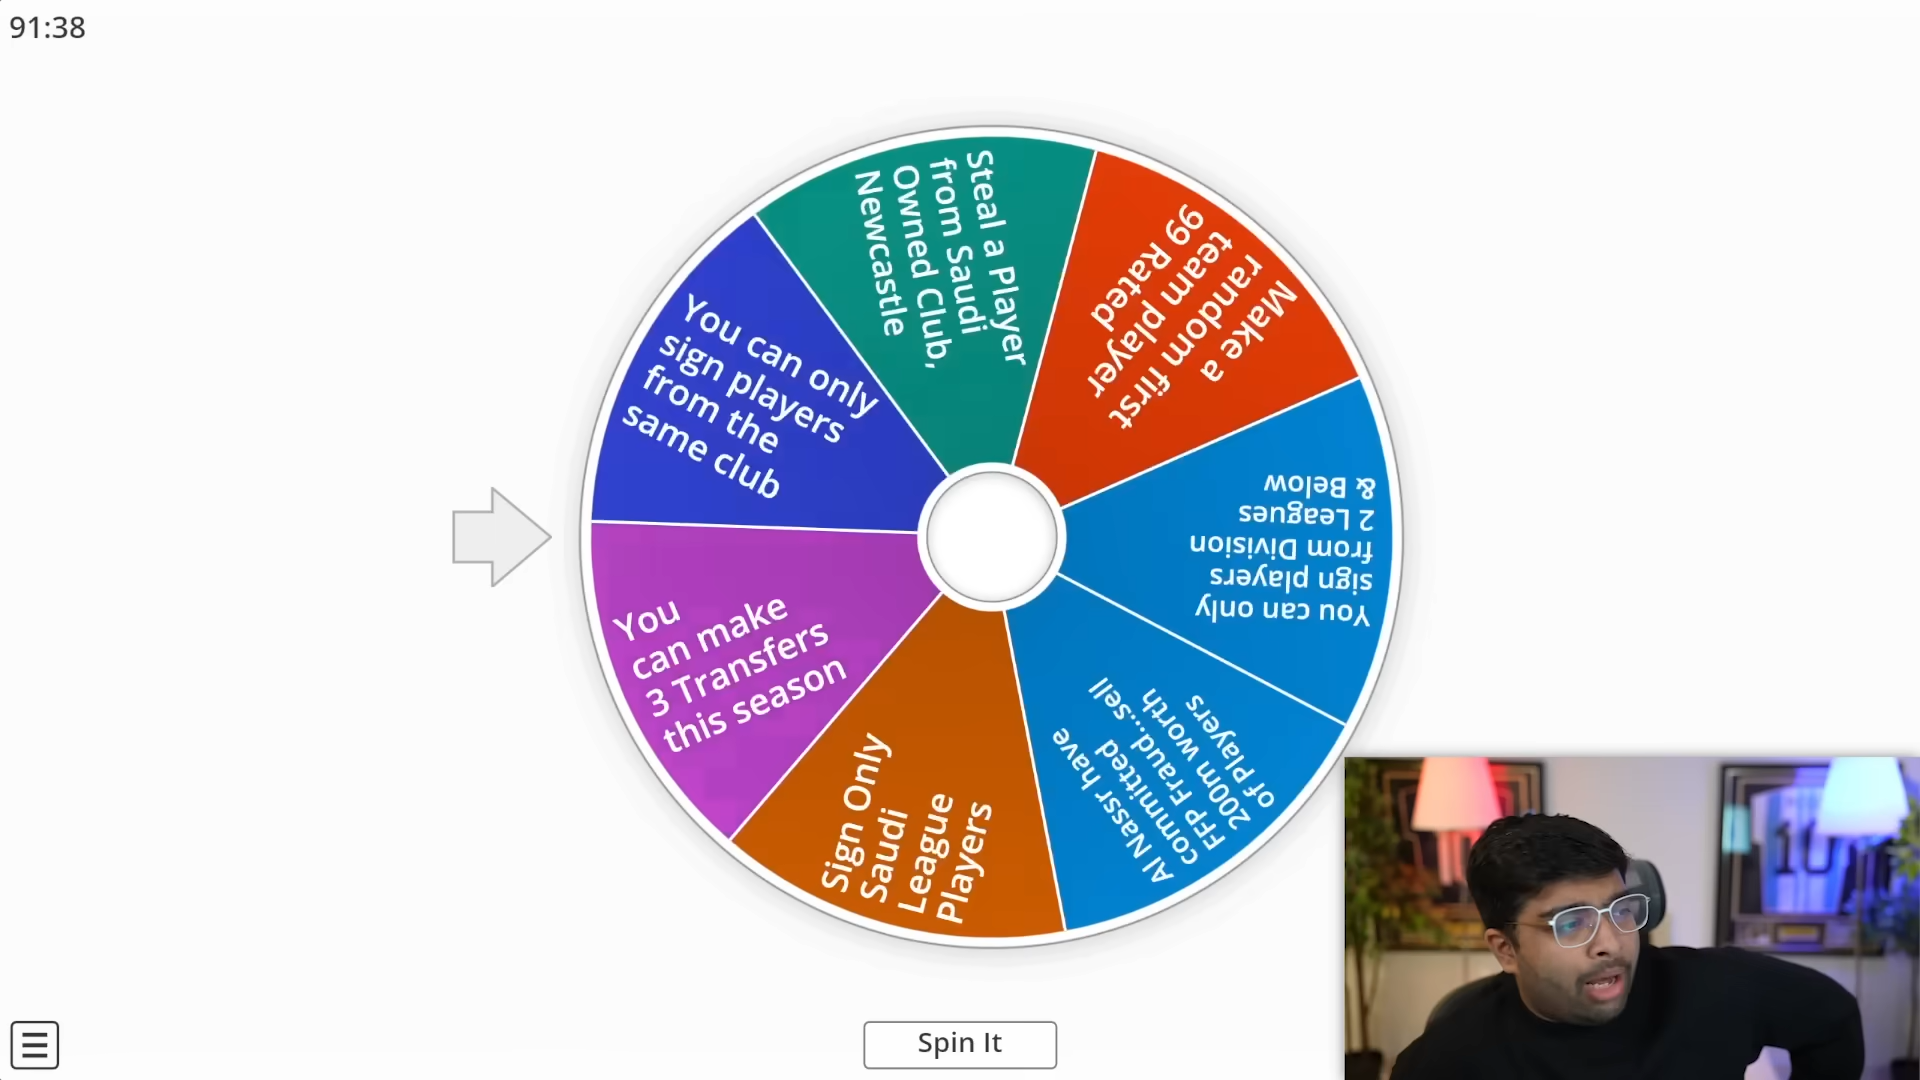 91:38
Steal a Player
from Saudi
Owned Club,
Newcastle
Make a
random first
team player
99 Rated
You can only
sign players
from the
same club
You can only
sign players
from Division
2 Leagues
& Below
You
can make
3 Transfers
this season
Al Nassr have
committed
FFP Fraud...sell
200m worth
of Players
Sign Only
Saudi
League
Players
Spin It